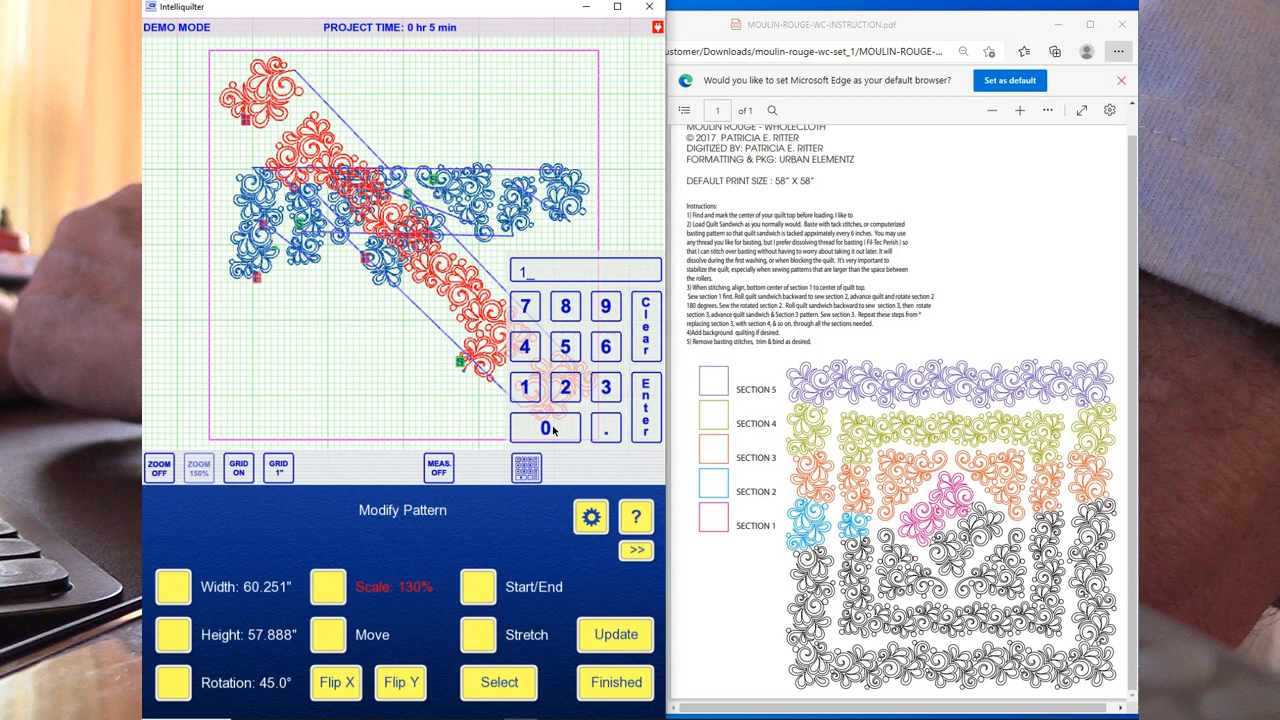 Intelliquilter
DEMO MODE
PROJECT TIME: 0 hr 5 min
1_
7 8 9
4 5 6
1 2 3
0 .
Clear
Enter
ZOOM OFF
ZOOM 150%
GRID ON
GRID 1"
MEAS. OFF
Modify Pattern
?
>>
Width: 60.251"
Scale: 130%
Start/End
Height: 57.888"
Move
Stretch
Update
Rotation: 45.0°
Flip X
Flip Y
Select
Finished
MOULIN-ROUGE-WC-INSTRUCTION.pdf
ustomer/Downloads/moulin-rouge-wc-set_1/MOULIN-ROUGE-...
Would you like to set Microsoft Edge as your default browser?
Set as default
1 of 1
MOULIN ROUGE - WHOLECLOTH
© 2017 PATRICIA E. RITTER
DIGITIZED BY: PATRICIA E. RITTER
FORMATTING & PKG: URBAN ELEMENTZ
DEFAULT PRINT SIZE : 58" X 58"
Instructions:
1) Find and mark the center of your quilt top before loading. I like to
2) Load Quilt Sandwich as you normally would. Baste with tack stitches, or computerized
basting pattern so that quilt sandwich is tacked appximately every 6 inches. You may use
any thread you like for basting, but I prefer dissolving thread for basting ( Fil-Tec Perish ) so
that I can stitch over basting without having to worry about taking it out later. It will
dissolve during the first washing, or when blocking the quilt. It's very important to
stabilize the quilt, especially when sewing patterns that are larger than the space between
the rollers.
3) When stitching, align, bottom center of section 1 to center of quilt top.
Sew section 1 first. Roll quilt sandwich backward to sew section 2, advance quilt and rotate section 2
180 degrees. Sew the rotated section 2. Roll quilt sandwich backward to sew section 3, then rotate
section 3, advance quilt sandwich & Section 3 pattern. Sew section 3. Repeat these steps from *
replacing section 3, with section 4, & so on, through all the sections needed.
4)Add background quilting if desired.
5) Remove basting stitches, trim & bind as desired.
SECTION 5
SECTION 4
SECTION 3
SECTION 2
SECTION 1